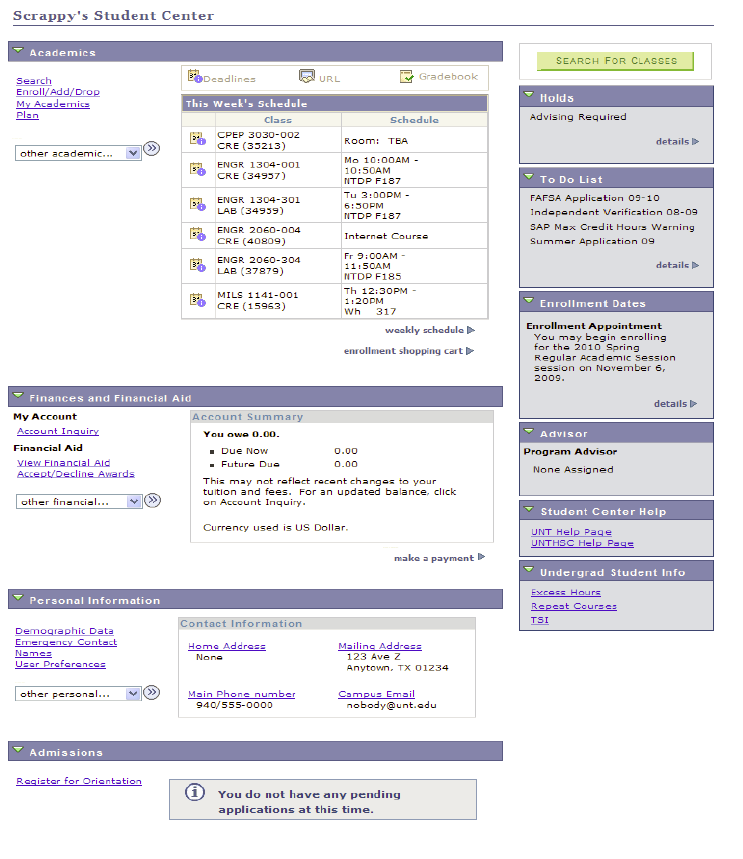 Scrappy's Student Center
Academics
Search
Enroll/Add/Drop
My Academics
Plan
other academic...
Deadlines
URL
Gradebook
This Week's Schedule
Class
Schedule
CPEP 3030-002
CRE (35213)
Room: TBA
ENGR 1304-001
CRE (34957)
Mo 10:00AM -
10:50AM
NTDP F187
ENGR 1304-301
LAB (34959)
Tu 3:00PM -
6:50PM
NTDP F187
ENGR 2060-004
CRE (40809)
Internet Course
ENGR 2060-304
LAB (37879)
Fr 9:00AM -
11:50AM
NTDP F185
MILS 1141-001
CRE (15963)
Th 12:30PM -
1:20PM
Wh 317
weekly schedule
enrollment shopping cart
Finances and Financial Aid
My Account
Account Inquiry
Financial Aid
View Financial Aid
Accept/Decline Awards
other financial...
Account Summary
You owe 0.00.
Due Now 0.00
Future Due 0.00
This may not reflect recent changes to your
tuition and fees. For an updated balance, click
on Account Inquiry.
Currency used is US Dollar.
make a payment
Personal Information
Demographic Data
Emergency Contact
Names
User Preferences
other personal...
Contact Information
Home Address
None
Mailing Address
123 Ave Z
Anytown, TX 01234
Main Phone number
940/555-0000
Campus Email
nobody@unt.edu
Admissions
Register for Orientation
You do not have any pending
applications at this time.
Search For Classes
Holds
Advising Required
details
To Do List
FAFSA Application 09-10
Independent Verification 08-09
SAP Max Credit Hours Warning
Summer Application 09
details
Enrollment Dates
Enrollment Appointment
You may begin enrolling
for the 2010 Spring
Regular Academic Session
session on November 6,
2009.
details
Advisor
Program Advisor
None Assigned
Student Center Help
UNT Help Page
UNTHSC Help Page
Undergrad Student Info
Excess Hours
Repeat Courses
TSI